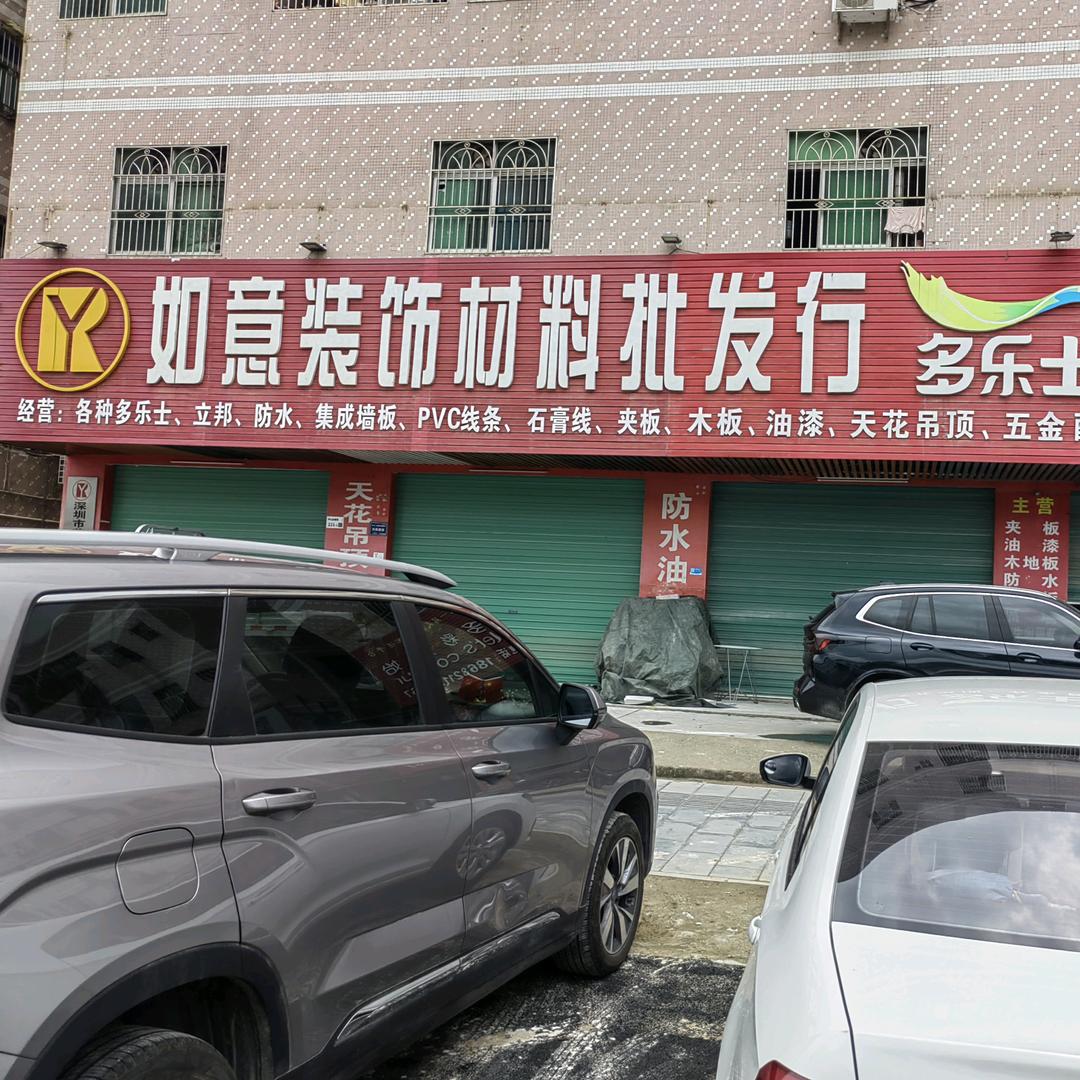 如意装饰材料批发行
多乐士
经营：各种多乐士、立邦、防水、集成墙板、PVC线条、石膏线、夹板、木板、油漆、天花吊顶、五金
深圳市
天花吊顶
防水油
主营
夹板
油漆
木地板
防水